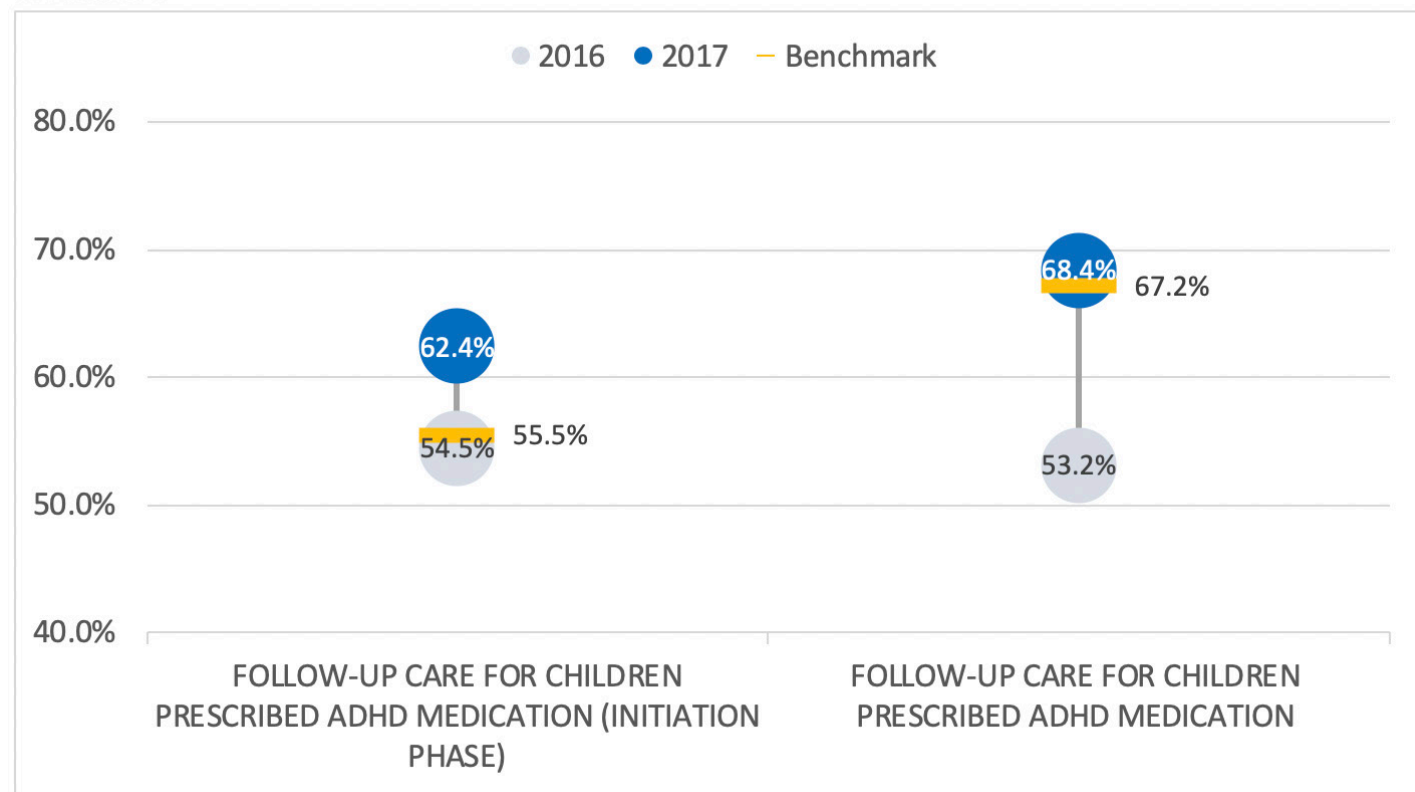 2016 2017 Benchmark
80.0%
70.0%
60.0%
50.0%
40.0%
62.4%
54.5%
55.5%
68.4%
67.2%
53.2%
FOLLOW-UP CARE FOR CHILDREN
PRESCRIBED ADHD MEDICATION (INITIATION
PHASE)
FOLLOW-UP CARE FOR CHILDREN
PRESCRIBED ADHD MEDICATION